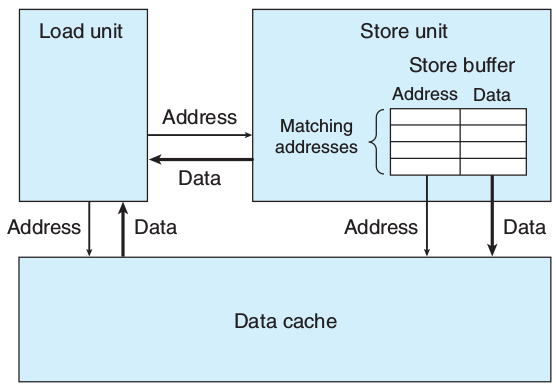 Load unit
Store unit
Store buffer
Address Data
Matching
addresses
Address
Data
Address
Data
Address
Data
Data cache